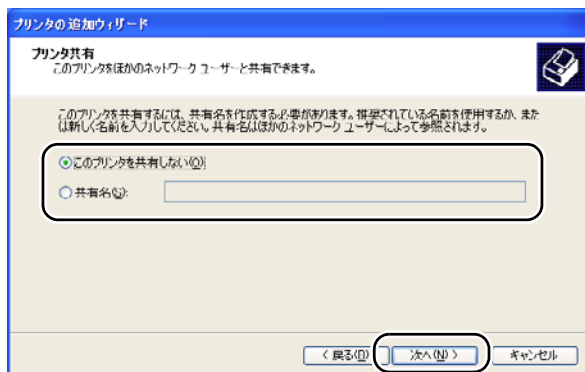 プリンタの追加ウィザード
プリンタ共有
このプリンタをほかのネットワーク ユーザーと共有できます。
このプリンタを共有するには、共有名を作成する必要があります。推奨されている名前を使用するか、また
は新しく名前を入力してください。共有名はほかのネットワーク ユーザーによって参照されます。
このプリンタを共有しない(O)
共有名(S):
< 戻る(B) 次へ(N) > キャンセル